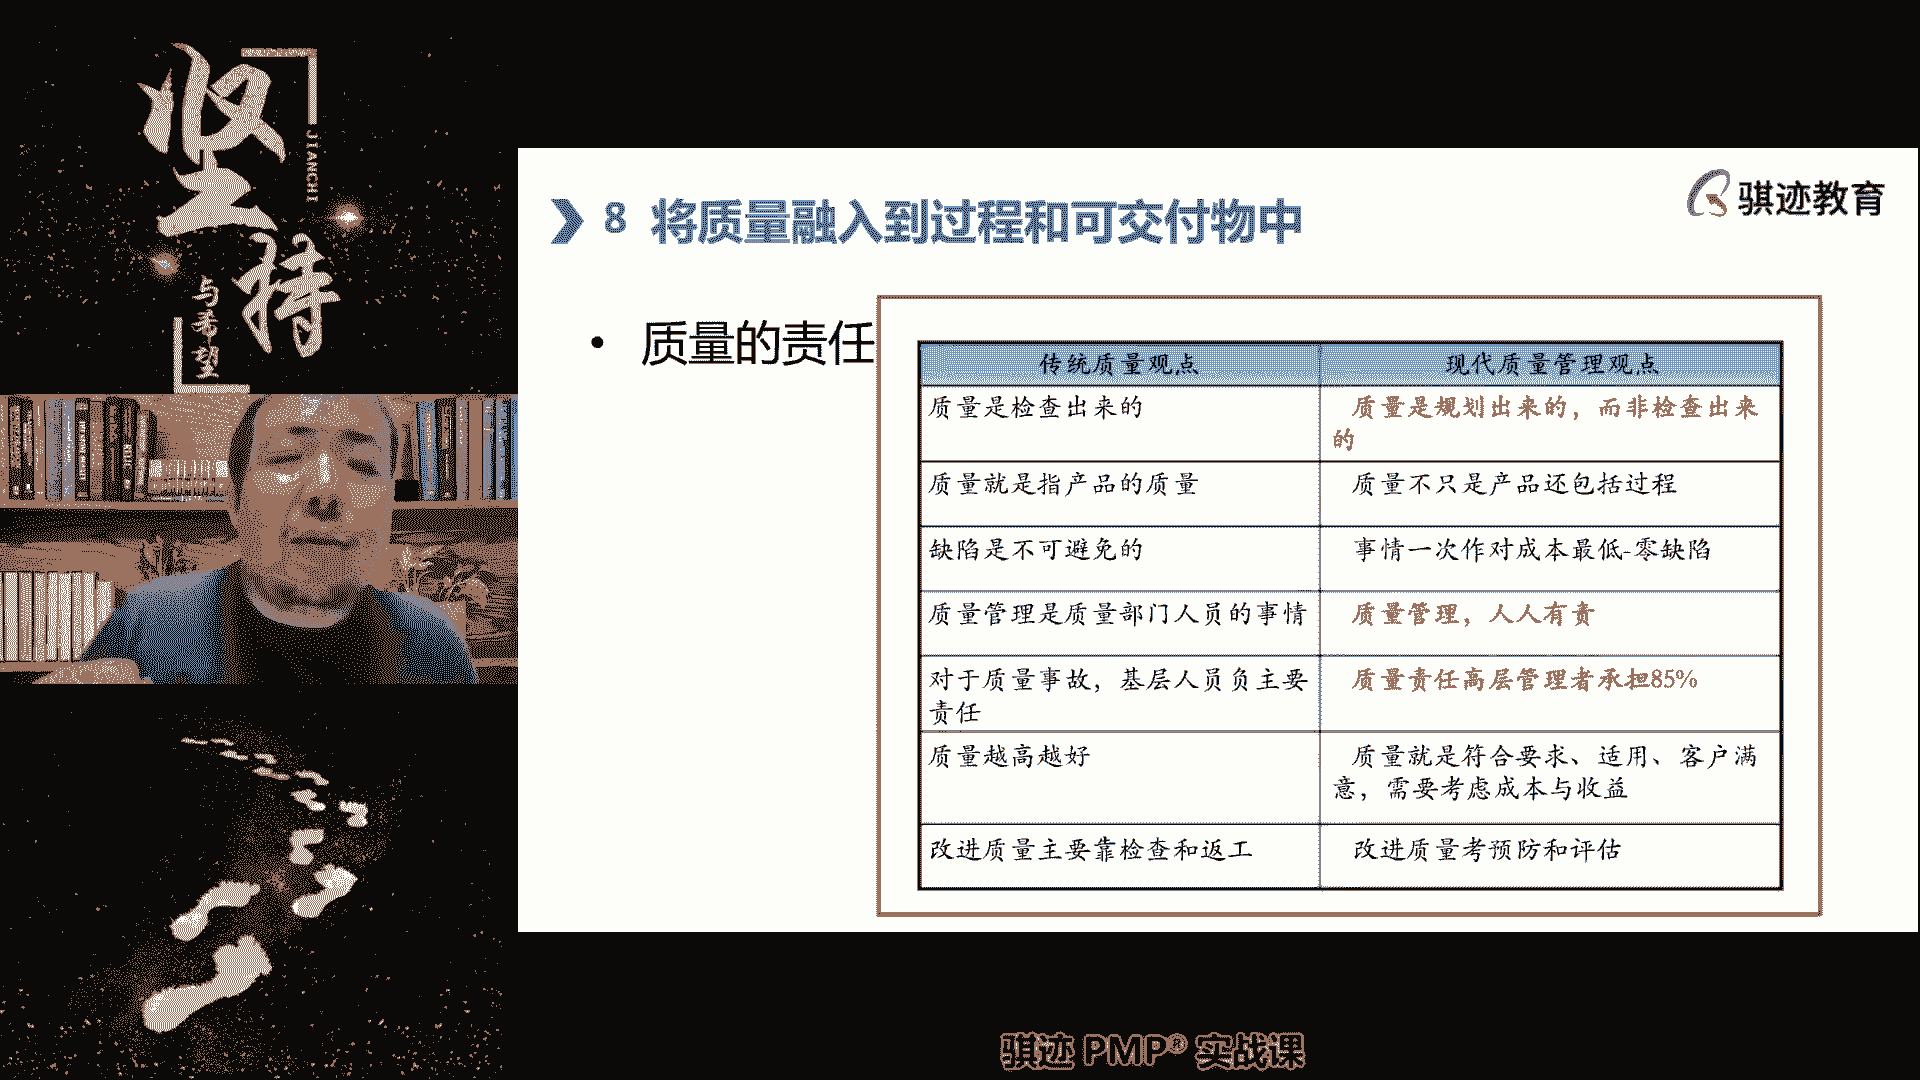 坚持
JIANCHI
与希望
8 将质量融入到过程和可交付物中
骐迹教育
• 质量的责任
传统质量观点
现代质量管理观点
质量是检查出来的
质量是规划出来的，而非检查出来
的
质量就是指产品的质量
质量不只是产品还包括过程
缺陷是不可避免的
事情一次作对成本最低-零缺陷
质量管理是质量部门人员的事情
质量管理，人人有责
对于质量事故，基层人员负主要
责任
质量责任高层管理者承担85%
质量越高越好
质量就是符合要求、适用、客户满
意，需要考虑成本与收益
改进质量主要靠检查和返工
改进质量考预防和评估
骐迹 PMP® 实战课